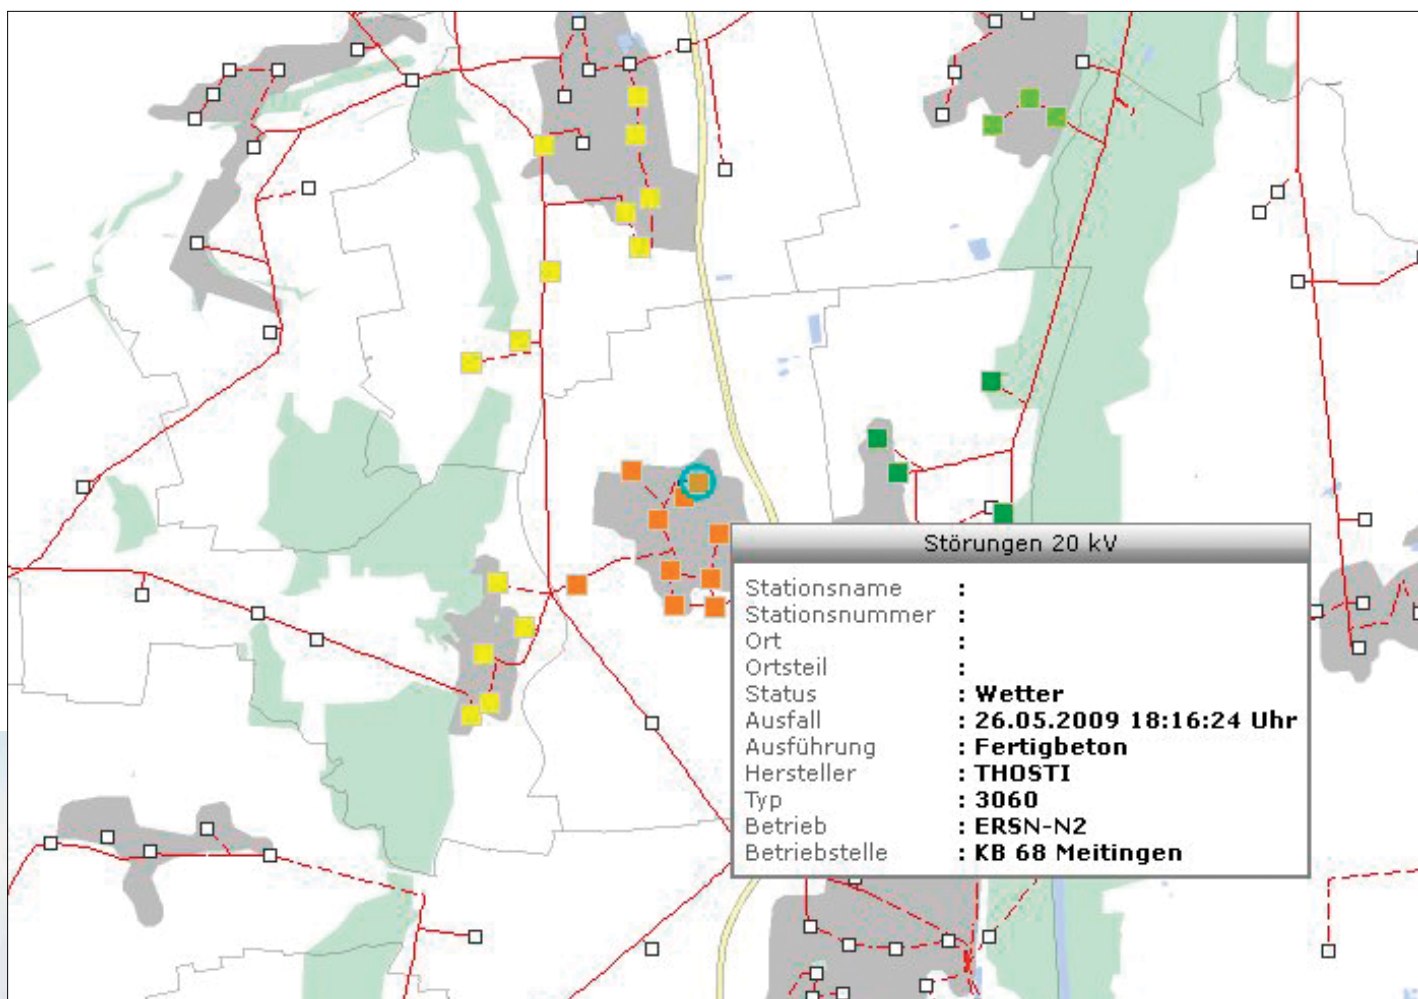 Störungen 20 kV
Stationsname :
Stationsnummer :
Ort :
Ortsteil :
Status : Wetter
Ausfall : 26.05.2009 18:16:24 Uhr
Ausführung : Fertigbeton
Hersteller : THOSTI
Typ : 3060
Betrieb : ERSN-N2
Betriebstelle : KB 68 Meitingen